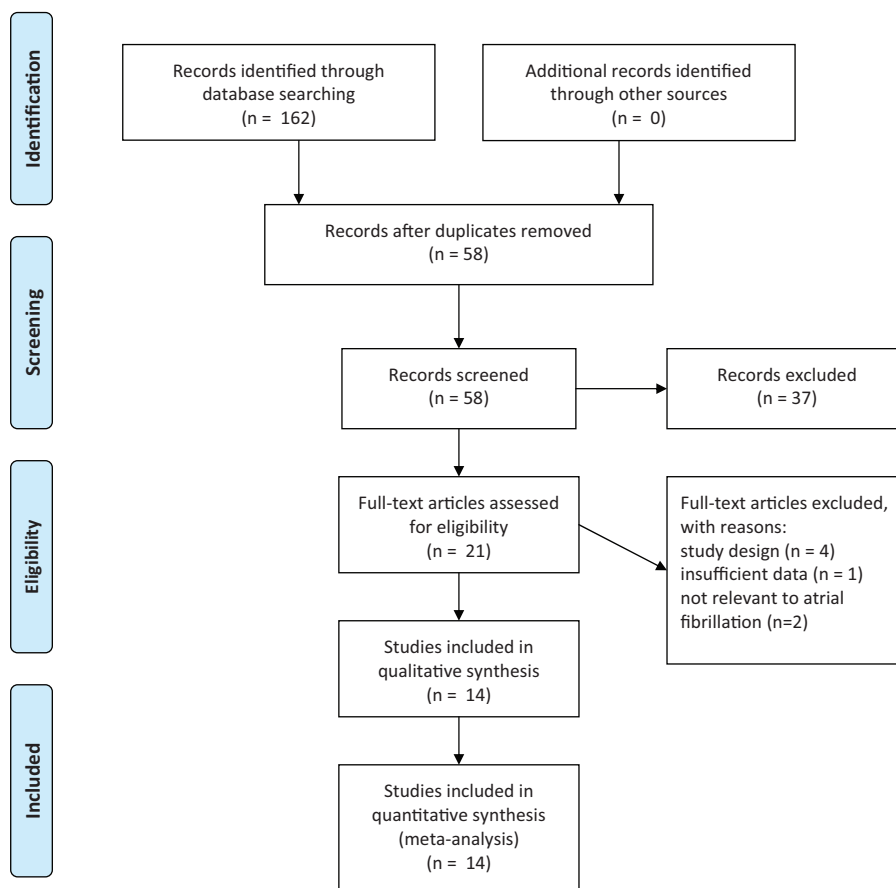 Identification
Records identified through
database searching
(n = 162)
Additional records identified
through other sources
(n = 0)
Records after duplicates removed
(n = 58)
Screening
Records screened
(n = 58)
Records excluded
(n = 37)
Eligibility
Full-text articles assessed
for eligibility
(n = 21)
Full-text articles excluded,
with reasons:
study design (n = 4)
insufficient data (n = 1)
not relevant to atrial
fibrillation (n=2)
Studies included in
qualitative synthesis
(n = 14)
Included
Studies included in
quantitative synthesis
(meta-analysis)
(n = 14)